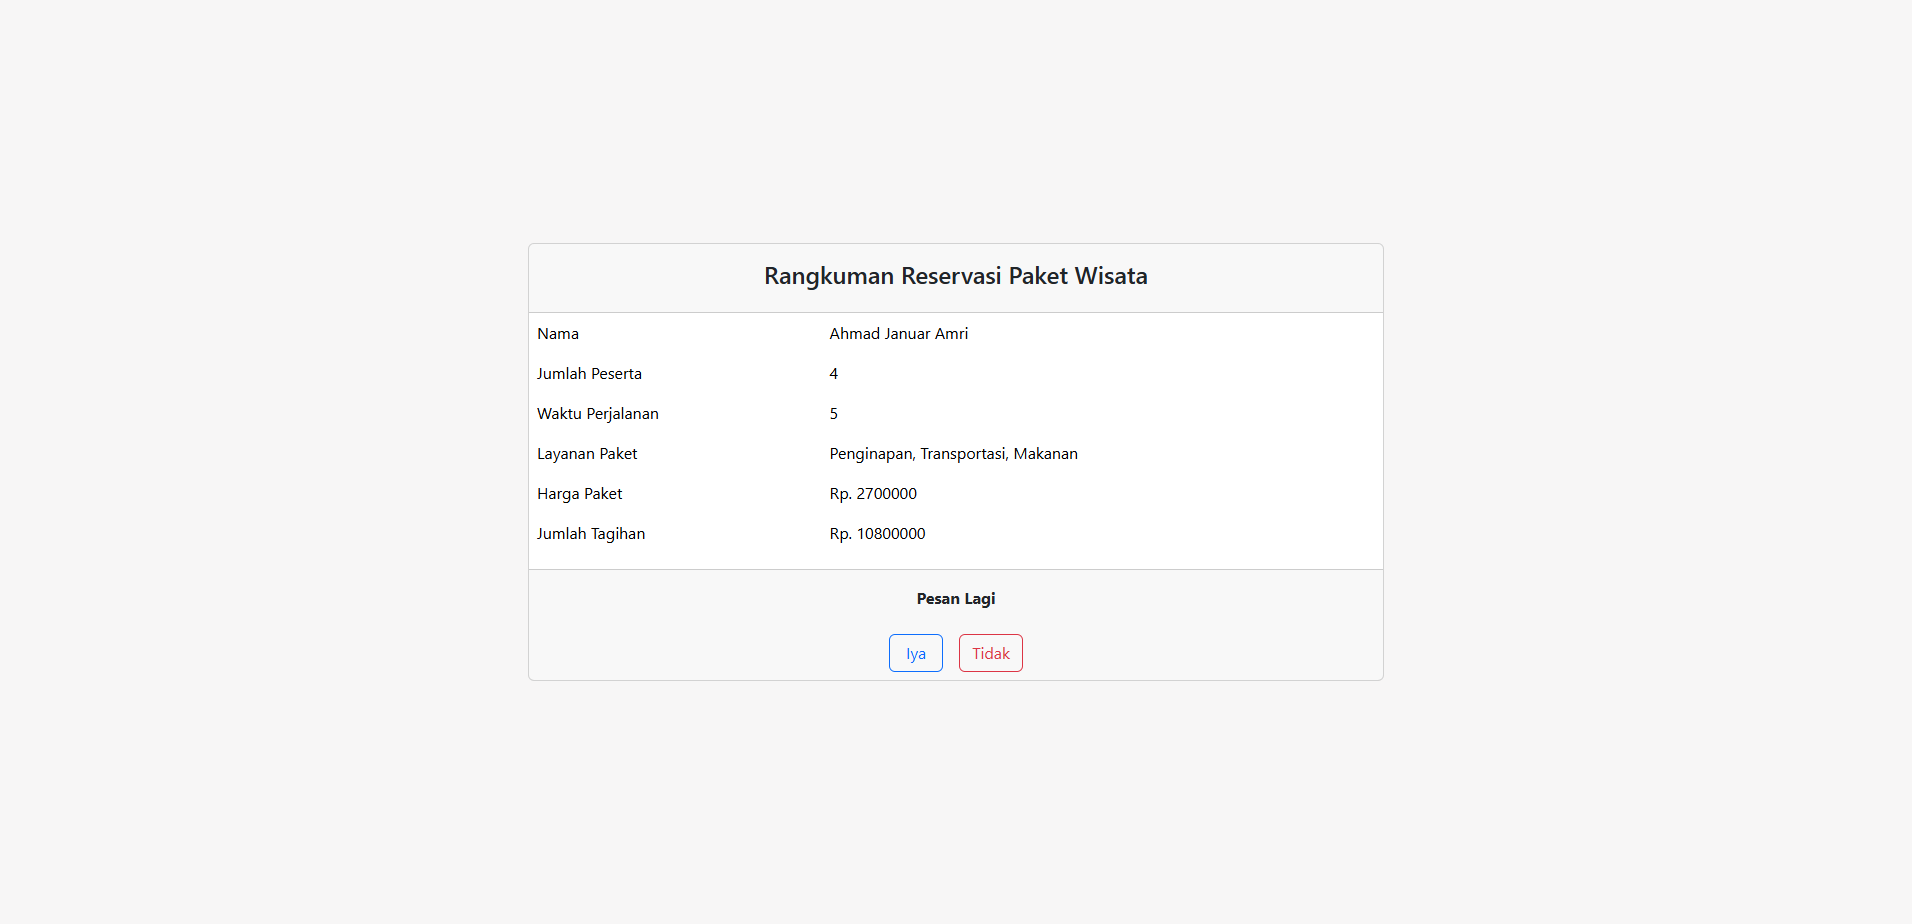 Rangkuman Reservasi Paket Wisata
Nama Ahmad Januar Amri
Jumlah Peserta 4
Waktu Perjalanan 5
Layanan Paket Penginapan, Transportasi, Makanan
Harga Paket Rp. 2700000
Jumlah Tagihan Rp. 10800000
Pesan Lagi
Iya Tidak